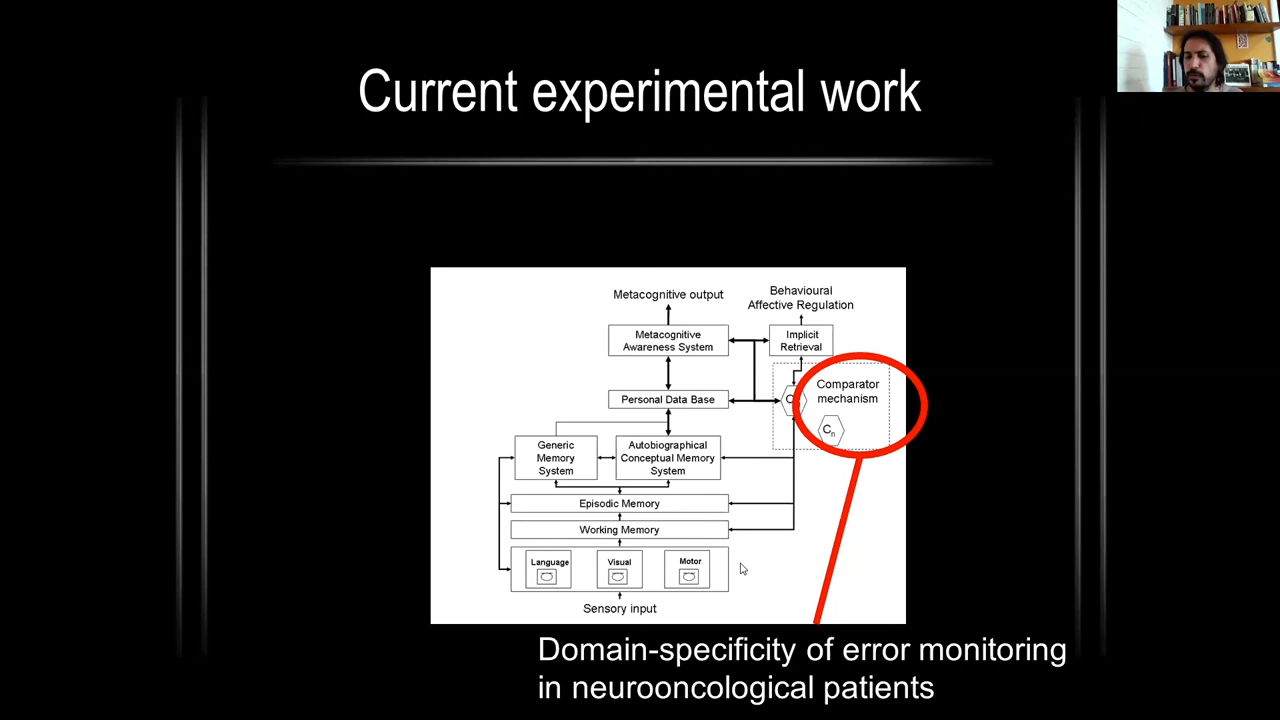 Current experimental work
Metacognitive output
Behavioural
Affective Regulation
Metacognitive
Awareness System
Implicit
Retrieval
Comparator
mechanism
Personal Data Base
C
Cn
Generic
Memory
System
Autobiographical
Conceptual Memory
System
Episodic Memory
Working Memory
Language
Visual
Motor
Sensory input
Domain-specificity of error monitoring
in neurooncological patients